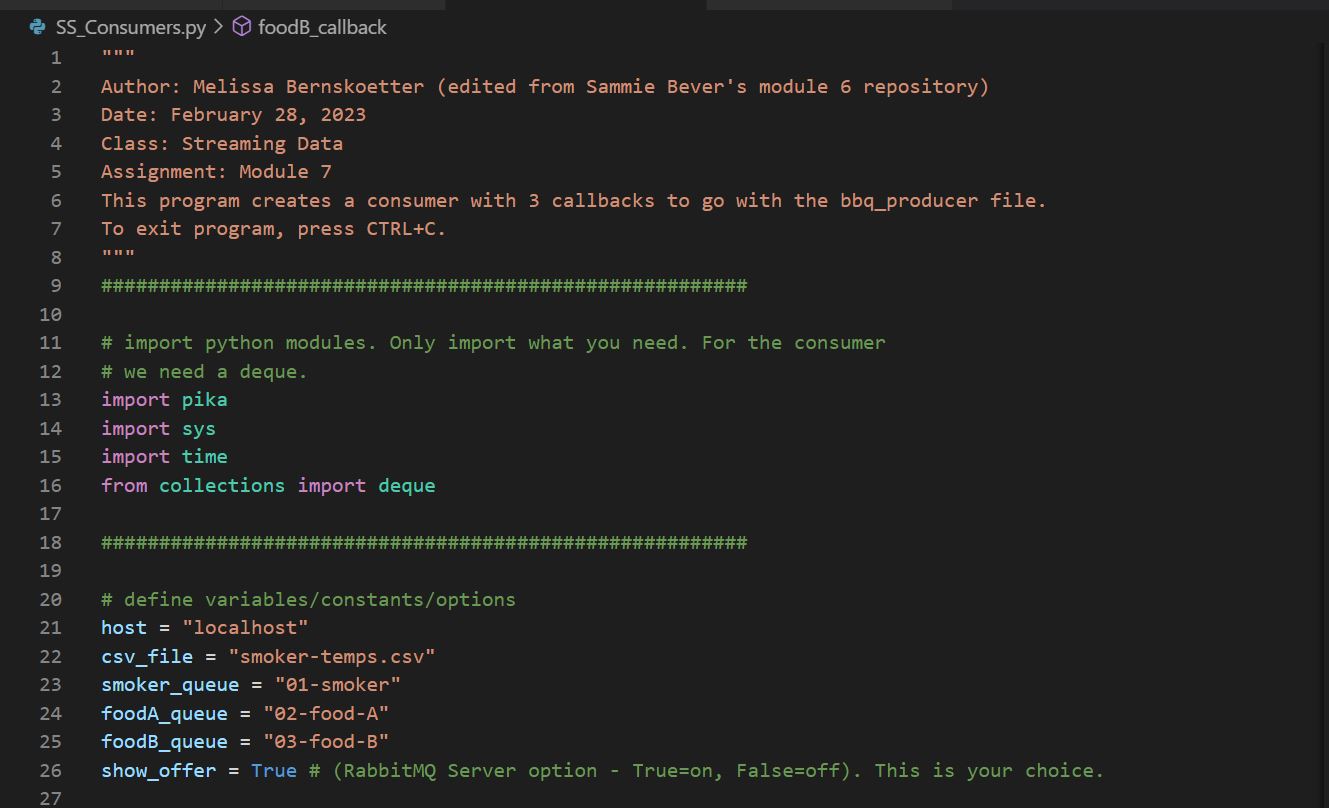 SS_Consumers.py > foodB_callback
1 """
2 Author: Melissa Bernskoetter (edited from Sammie Bever's module 6 repository)
3 Date: February 28, 2023
4 Class: Streaming Data
5 Assignment: Module 7
6 This program creates a consumer with 3 callbacks to go with the bbq_producer file.
7 To exit program, press CTRL+C.
8 """
9 ########################################################
10
11 # import python modules. Only import what you need. For the consumer
12 # we need a deque.
13 import pika
14 import sys
15 import time
16 from collections import deque
17
18 ########################################################
19
20 # define variables/constants/options
21 host = "localhost"
22 csv_file = "smoker-temps.csv"
23 smoker_queue = "01-smoker"
24 foodA_queue = "02-food-A"
25 foodB_queue = "03-food-B"
26 show_offer = True # (RabbitMQ Server option - True=on, False=off). This is your choice.
27